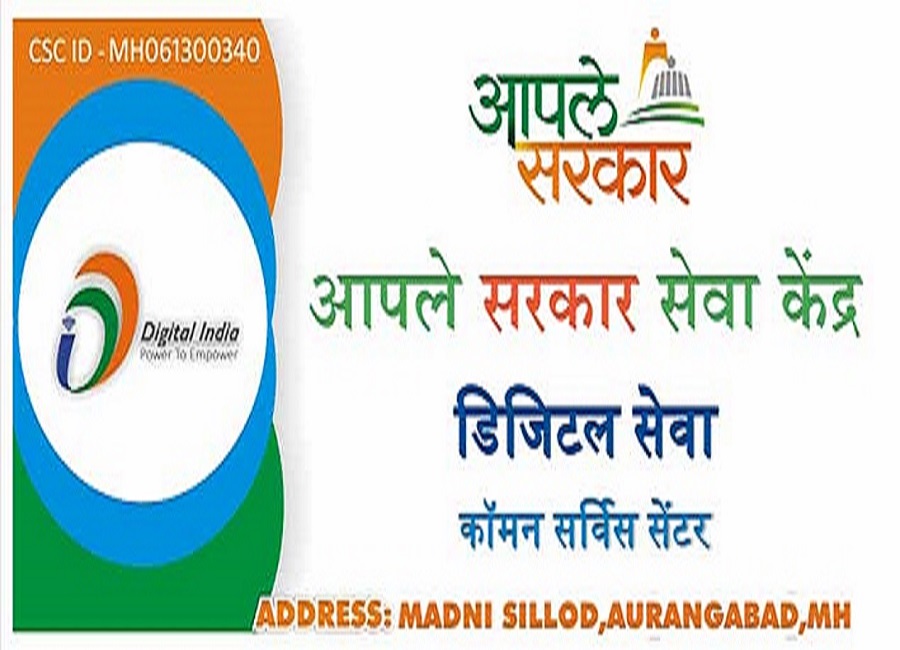 CSC ID - MH061300340
आपले
सरकार
आपले सरकार सेवा केंद्र
Digital India
Power To Empower
डिजिटल सेवा
कॉमन सर्विस सेंटर
ADDRESS: MADNI SILLOD,AURANGABAD,MH